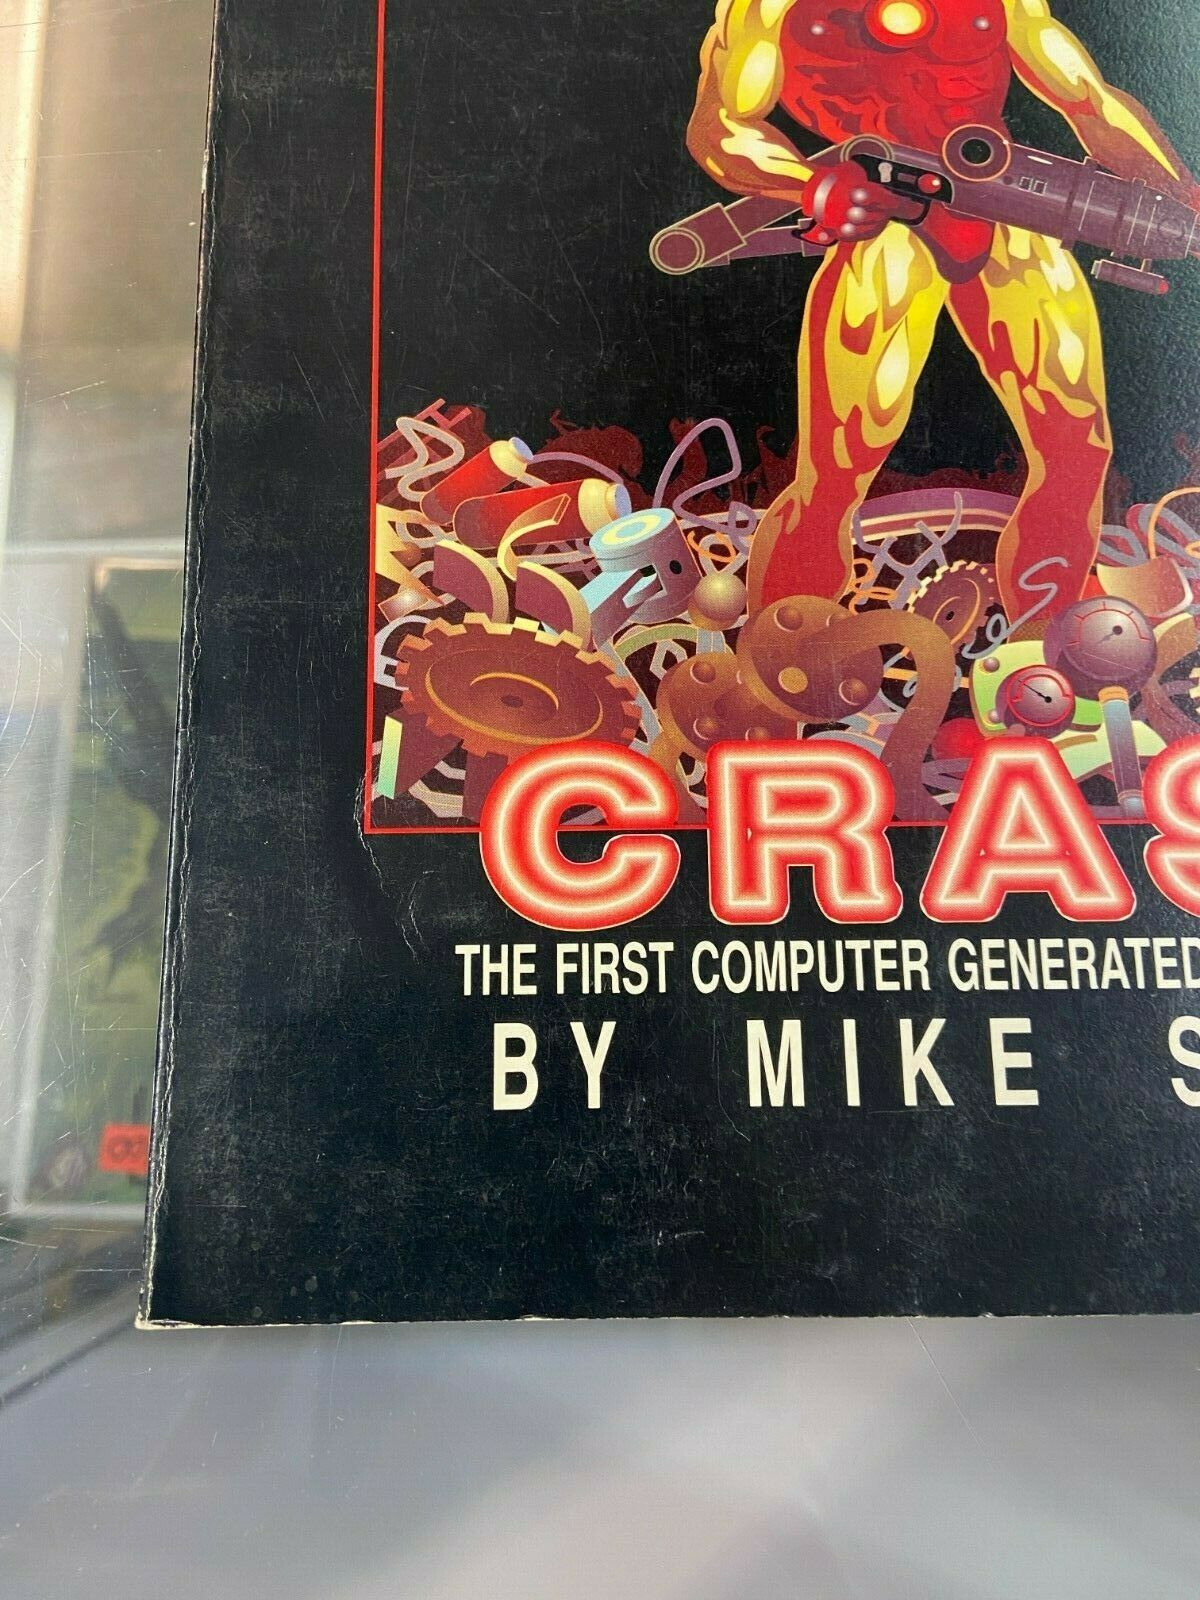 CRAS
THE FIRST COMPUTER GENERATED
BY MIKE S